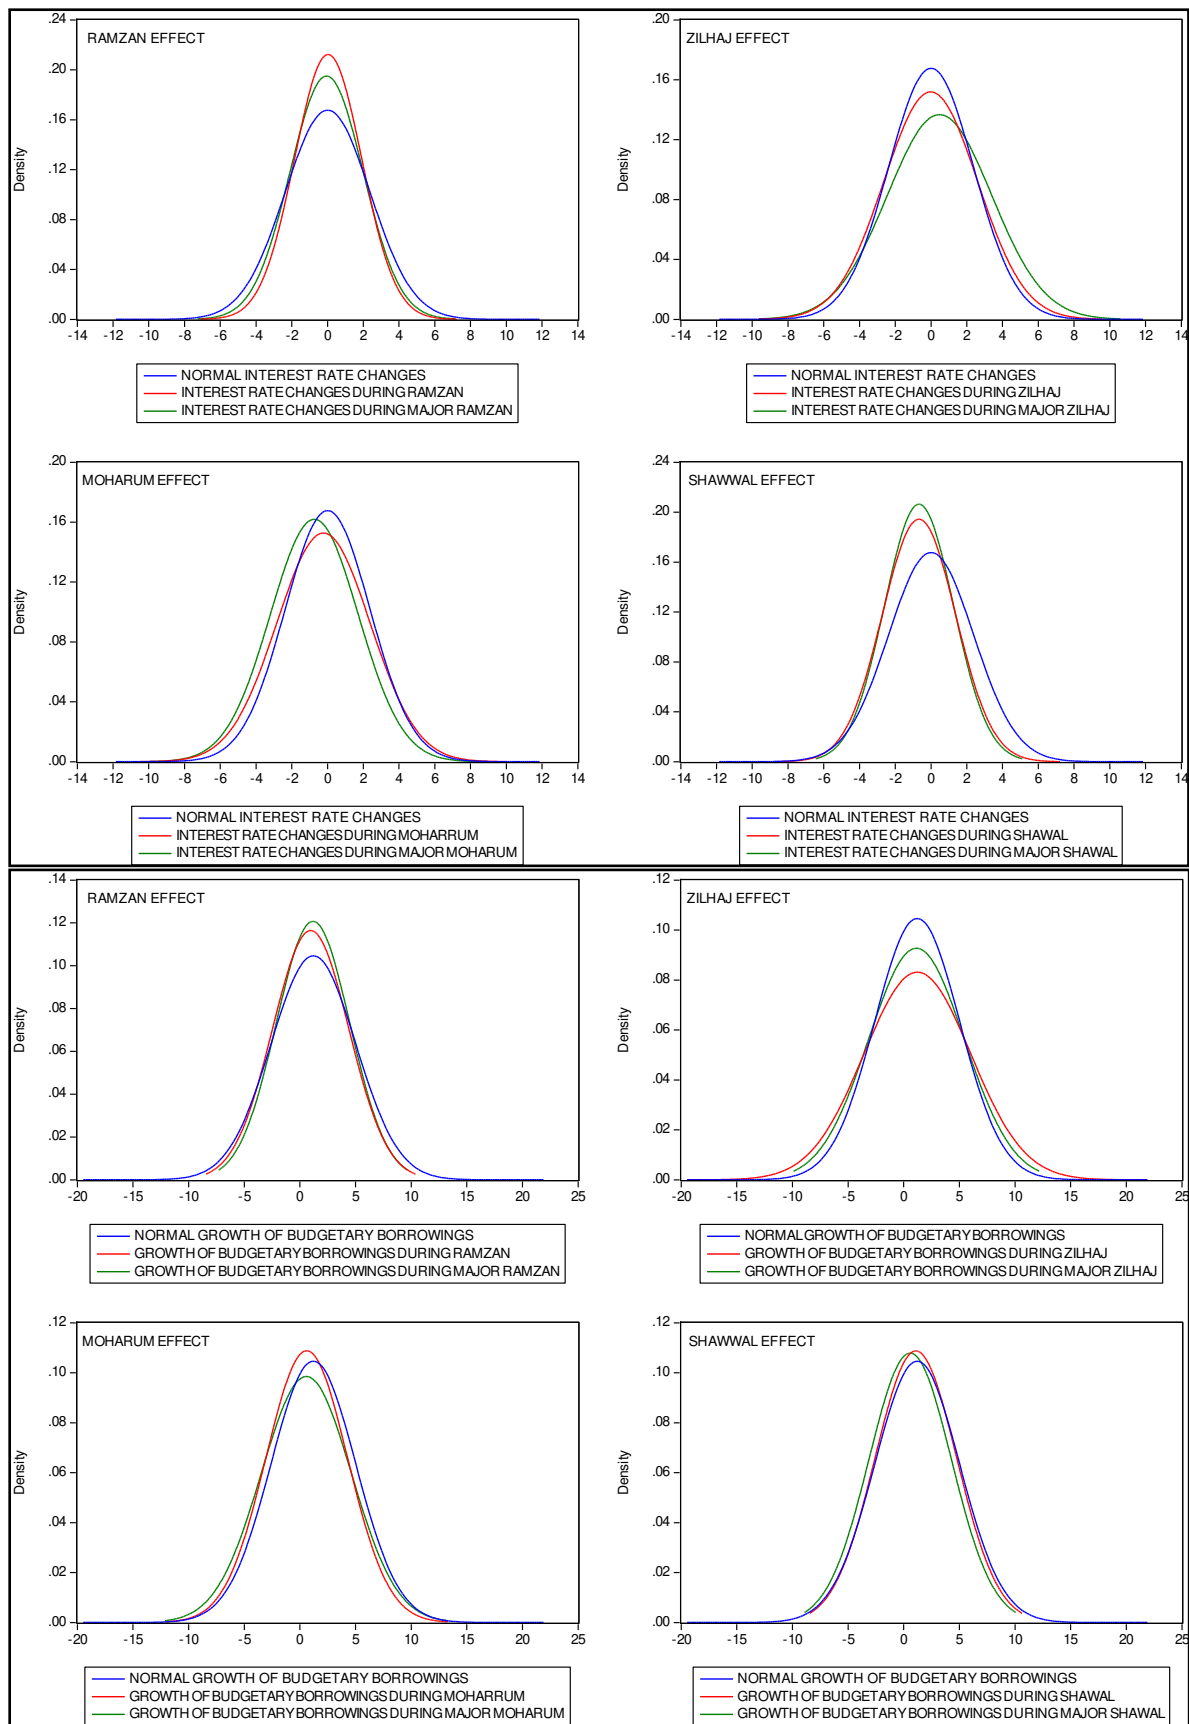 RAMZAN EFFECT
Density
.24
.20
.16
.12
.08
.04
.00
-14 -12 -10 -8 -6 -4 -2 0 2 4 6 8 10 12 14
NORMAL INTEREST RATE CHANGES
INTEREST RATE CHANGES DURING RAMZAN
INTEREST RATE CHANGES DURING MAJOR RAMZAN
ZILHAJ EFFECT
Density
.20
.16
.12
.08
.04
.00
-14 -12 -10 -8 -6 -4 -2 0 2 4 6 8 10 12 14
NORMAL INTEREST RATE CHANGES
INTEREST RATE CHANGES DURING ZILHAJ
INTEREST RATE CHANGES DURING MAJOR ZILHAJ
MOHARUM EFFECT
Density
.20
.16
.12
.08
.04
.00
-14 -12 -10 -8 -6 -4 -2 0 2 4 6 8 10 12 14
NORMAL INTEREST RATE CHANGES
INTEREST RATE CHANGES DURING MOHARRUM
INTEREST RATE CHANGES DURING MAJOR MOHARUM
SHAWWAL EFFECT
Density
.24
.20
.16
.12
.08
.04
.00
-14 -12 -10 -8 -6 -4 -2 0 2 4 6 8 10 12 14
NORMAL INTEREST RATE CHANGES
INTEREST RATE CHANGES DURING SHAWAL
INTEREST RATE CHANGES DURING MAJOR SHAWAL
RAMZAN EFFECT
Density
.14
.12
.10
.08
.06
.04
.02
.00
-20 -15 -10 -5 0 5 10 15 20 25
NORMAL GROWTH OF BUDGETARY BORROWINGS
GROWTH OF BUDGETARY BORROWINGS DURING RAMZAN
GROWTH OF BUDGETARY BORROWINGS DURING MAJOR RAMZAN
ZILHAJ EFFECT
Density
.12
.10
.08
.06
.04
.02
.00
-20 -15 -10 -5 0 5 10 15 20 25
NORMAL GROWTH OF BUDGETARY BORROWINGS
GROWTH OF BUDGETARY BORROWINGS DURING ZILHAJ
GROWTH OF BUDGETARY BORROWINGS DURING MAJOR ZILHAJ
MOHARUM EFFECT
Density
.12
.10
.08
.06
.04
.02
.00
-20 -15 -10 -5 0 5 10 15 20 25
NORMAL GROWTH OF BUDGETARY BORROWINGS
GROWTH OF BUDGETARY BORROWINGS DURING MOHARRUM
GROWTH OF BUDGETARY BORROWINGS DURING MAJOR MOHARUM
SHAWWAL EFFECT
Density
.12
.10
.08
.06
.04
.02
.00
-20 -15 -10 -5 0 5 10 15 20 25
NORMAL GROWTH OF BUDGETARY BORROWINGS
GROWTH OF BUDGETARY BORROWINGS DURING SHAWAL
GROWTH OF BUDGETARY BORROWINGS DURING MAJOR SHAWAL